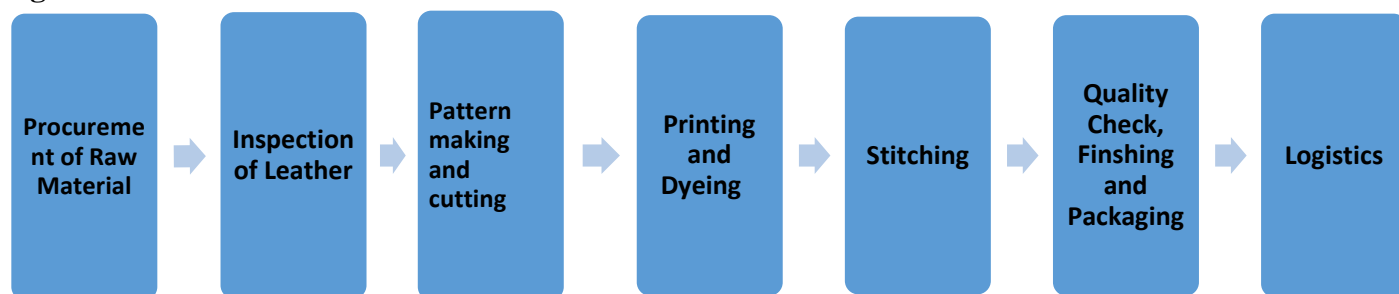 Procureme
nt of Raw
Material
Inspection
of Leather
Pattern
making
and
cutting
Printing
and
Dyeing
Stitching
Quality
Check,
Finshing
and
Packaging
Logistics